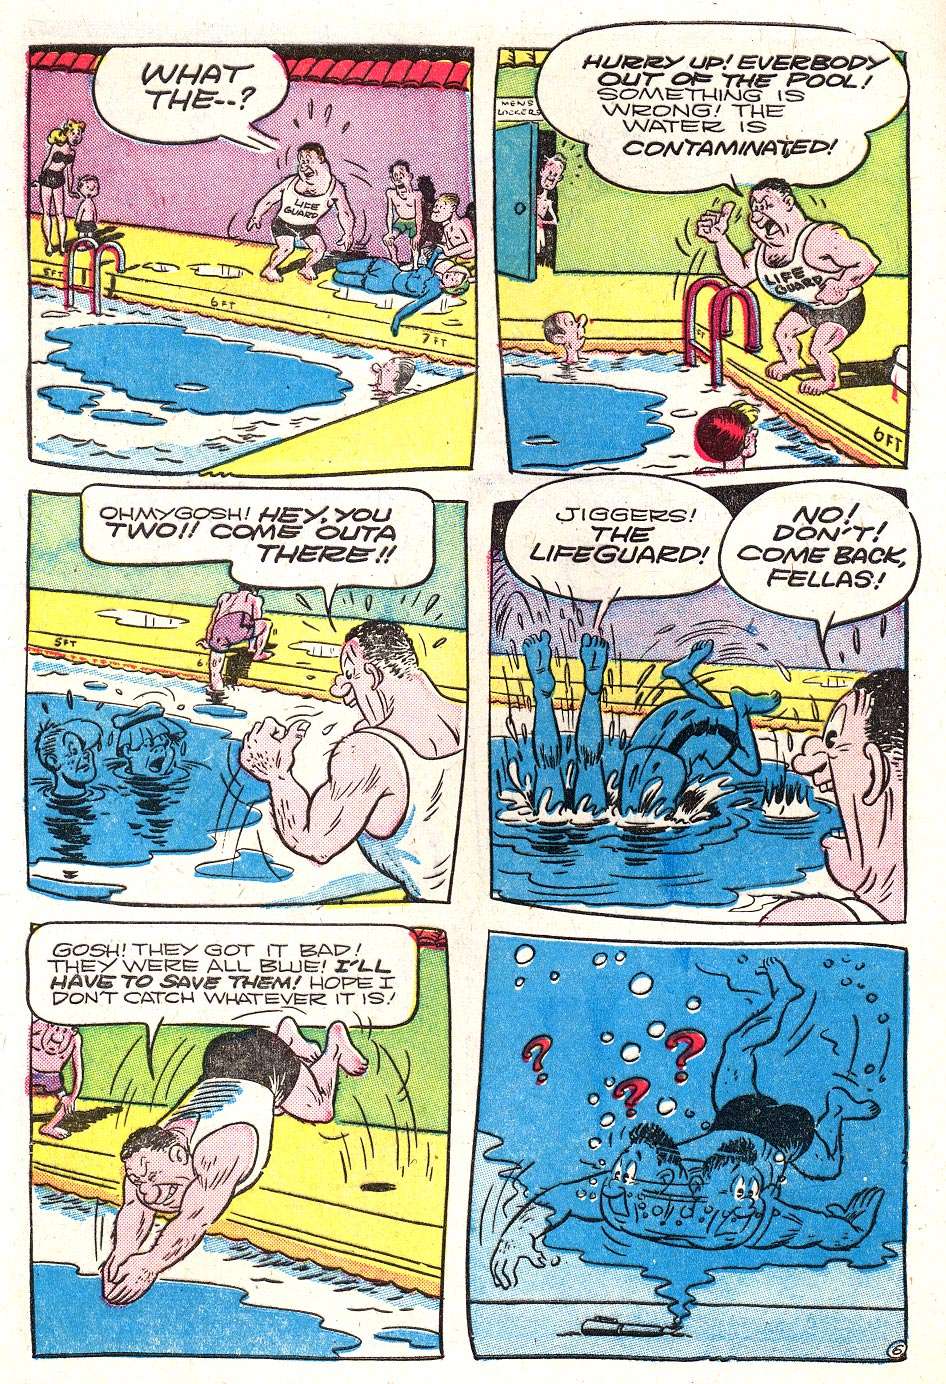 WHAT
THE--?
LIFE
GUARD
5FT
6FT
7FT
HURRY UP! EVERBODY
OUT OF THE POOL!
SOMETHING IS
WRONG! THE
WATER IS
CONTAMINATED!
MENS
LOCKERS
LIFE
GUARD
FT
6FT
OHMYGOSH! HEY, YOU
TWO!! COME OUTA
THERE!!
5FT
6
JIGGERS!
THE
LIFEGUARD!
NO!
DON'T!
COME BACK,
FELLAS!
GOSH! THEY GOT IT BAD!
THEY WERE ALL BLUE! I'LL
HAVE TO SAVE THEM! HOPE I
DON'T CATCH WHATEVER IT IS!
?
?
?
6